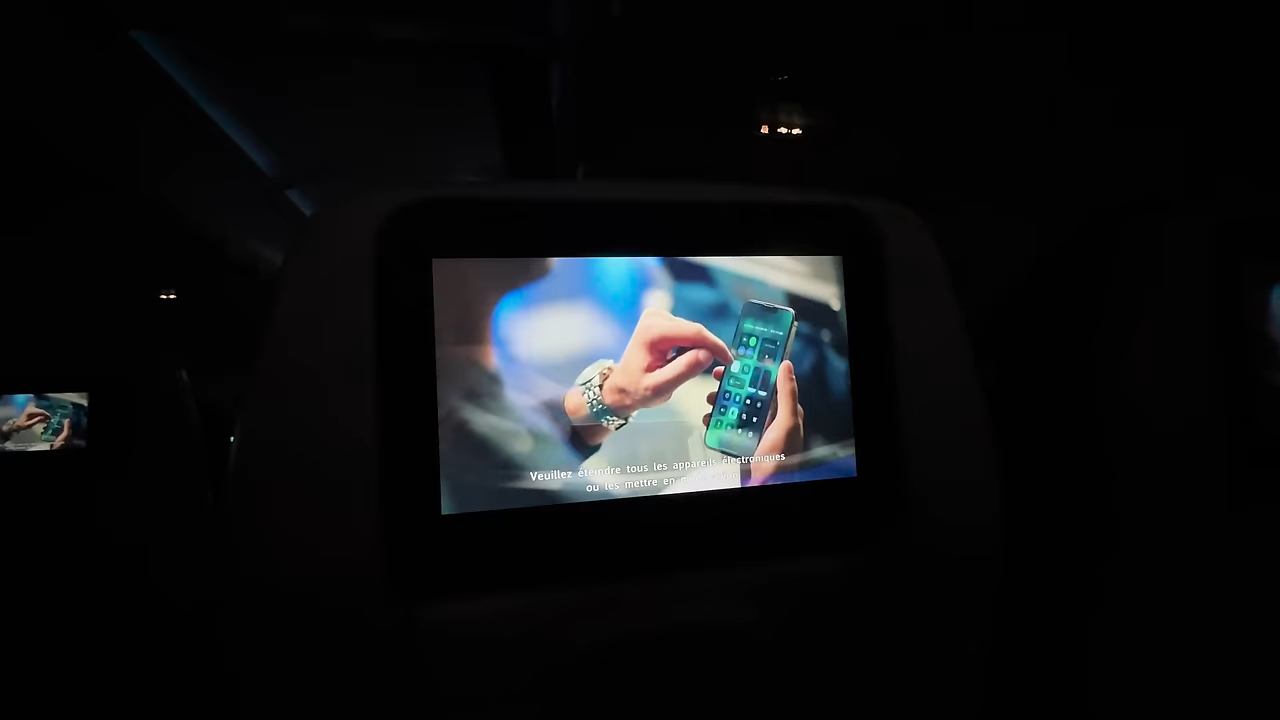 Veuillez éteindre tous les appareils électroniques
ou les mettre en